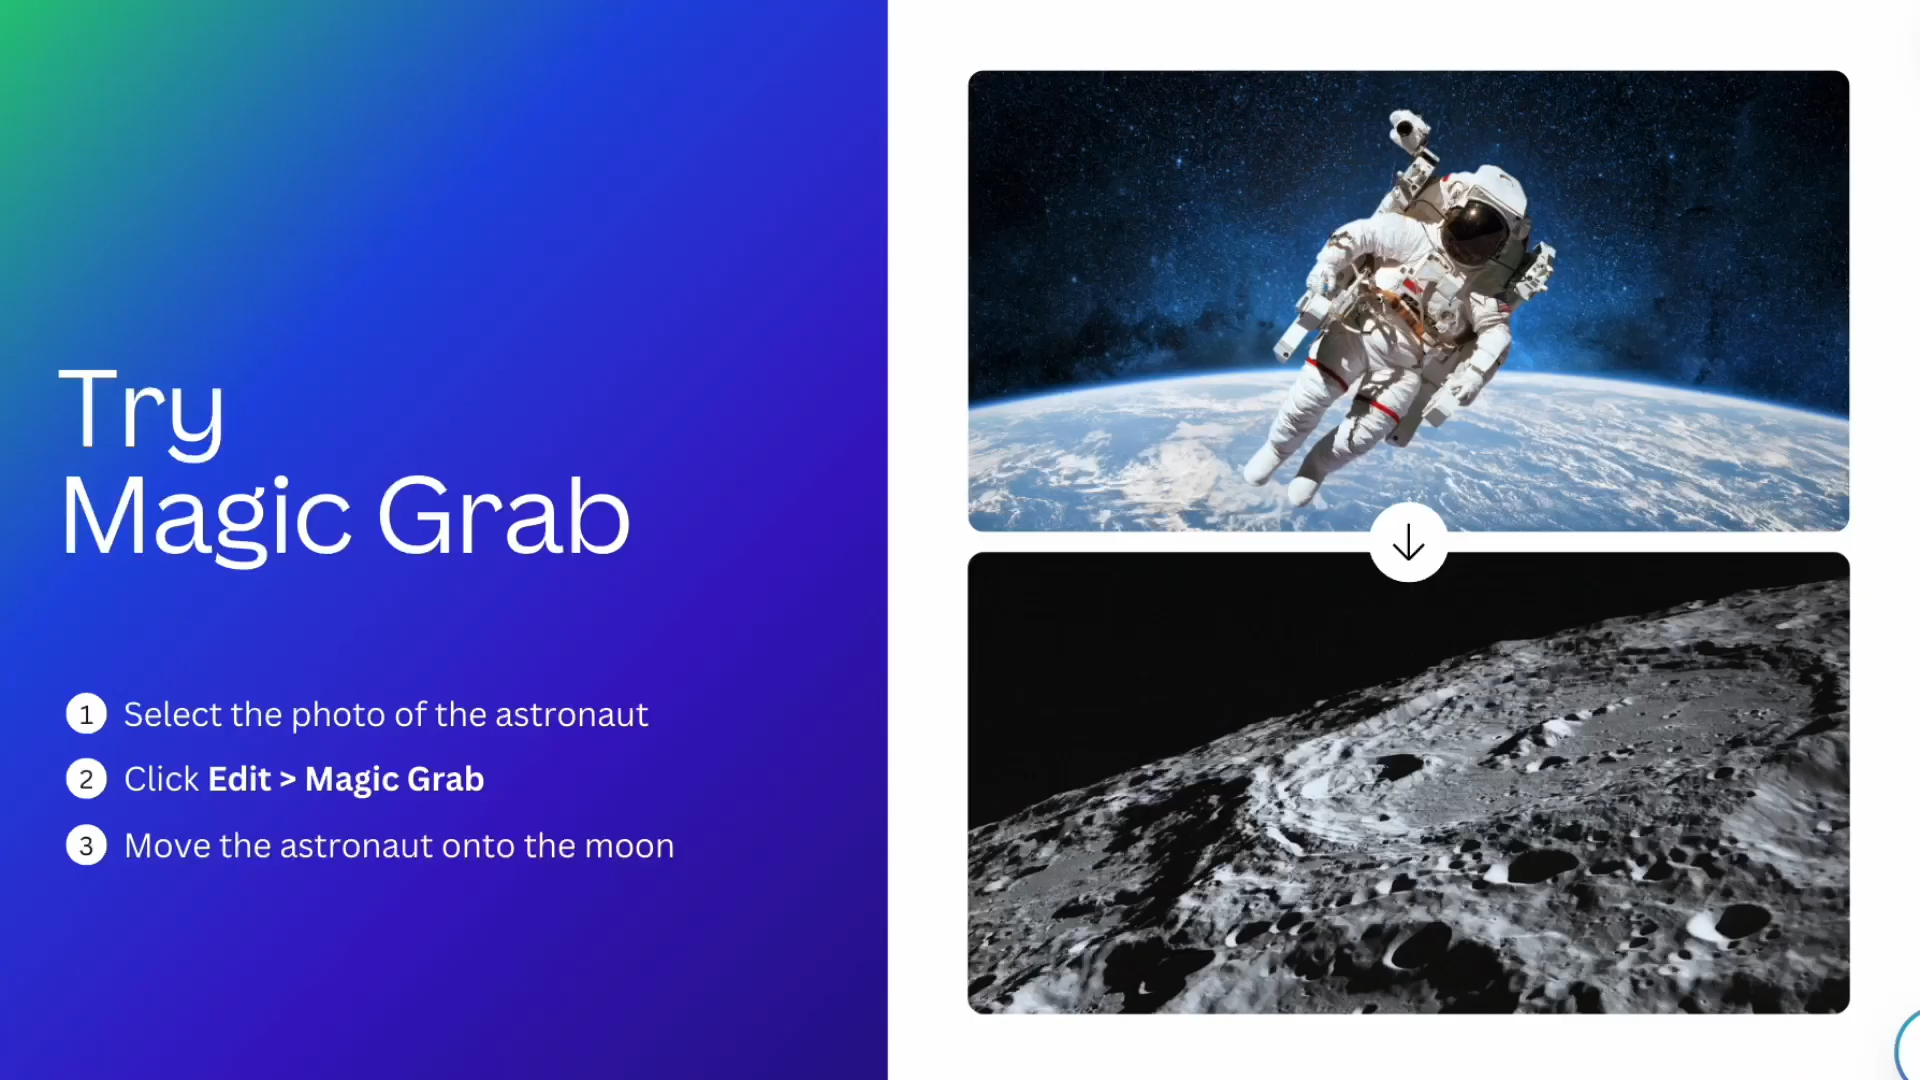 Try
Magic Grab
1 Select the photo of the astronaut
2 Click Edit > Magic Grab
3 Move the astronaut onto the moon